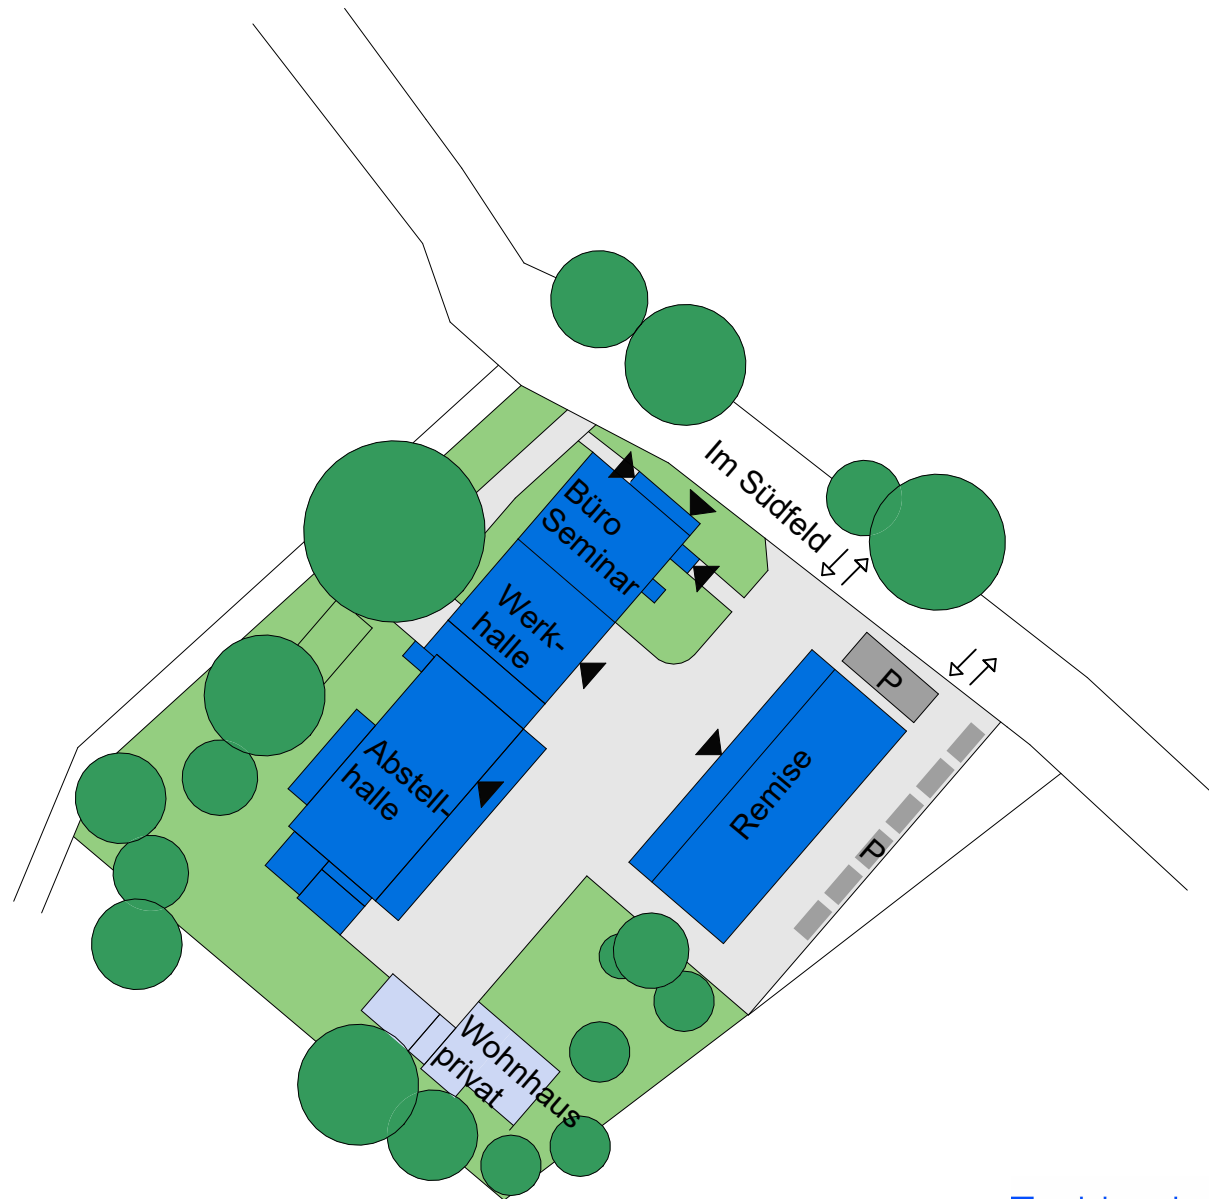 Im Südfeld
Büro
Seminar
Werk-
halle
P
Abstell-
halle
Remise
P
Wohnhaus
privat